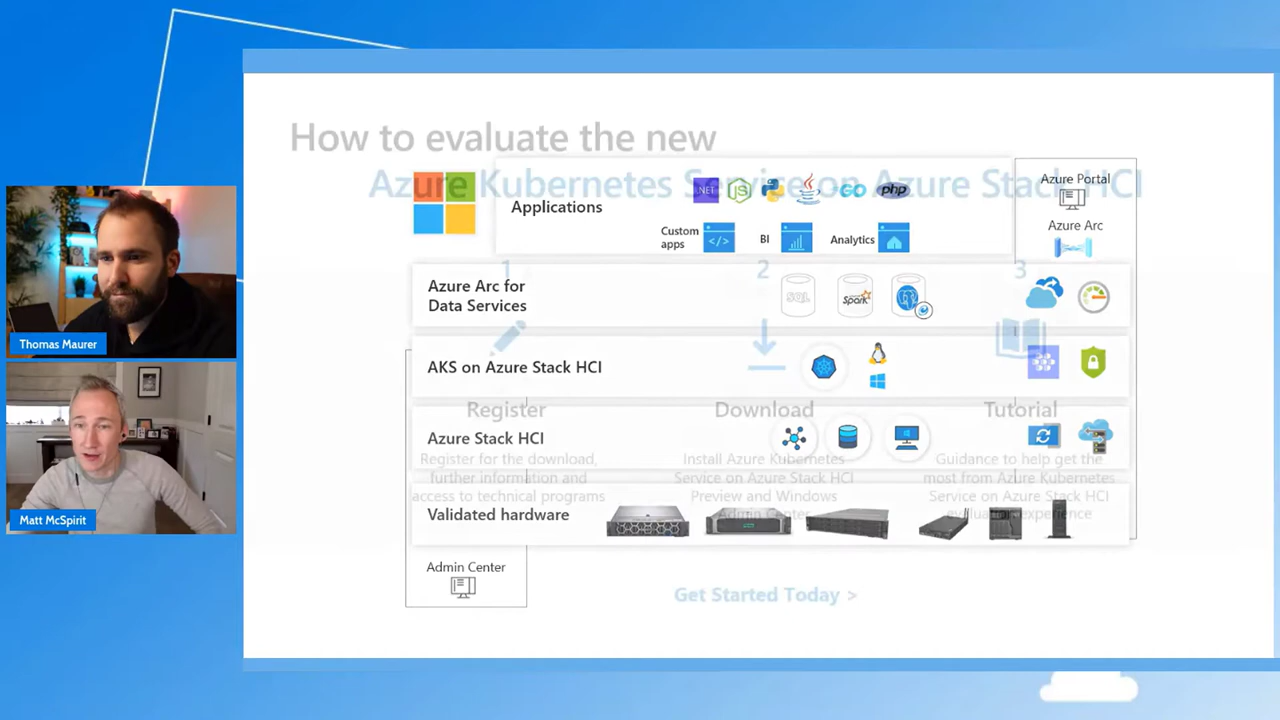 How to evaluate the new
Azure Kubernetes Service on Azure Stack HCI
Applications
.NET
JS
GO
php
Custom
apps
</>
BI
Analytics
Azure Portal
Azure Arc
1
2
3
Azure Arc for
Data Services
SQL
Spark
AKS on Azure Stack HCI
Register
Download
Tutorial
Azure Stack HCI
Register for the download,
further information and
access to technical programs
Install Azure Kubernetes
Service on Azure Stack HCI
Preview and Windows
Admin Center
Guidance to help get the
most from Azure Kubernetes
Service on Azure Stack HCI
evaluation experience
Validated hardware
Admin Center
Get Started Today >
Thomas Maurer
Matt McSpirit